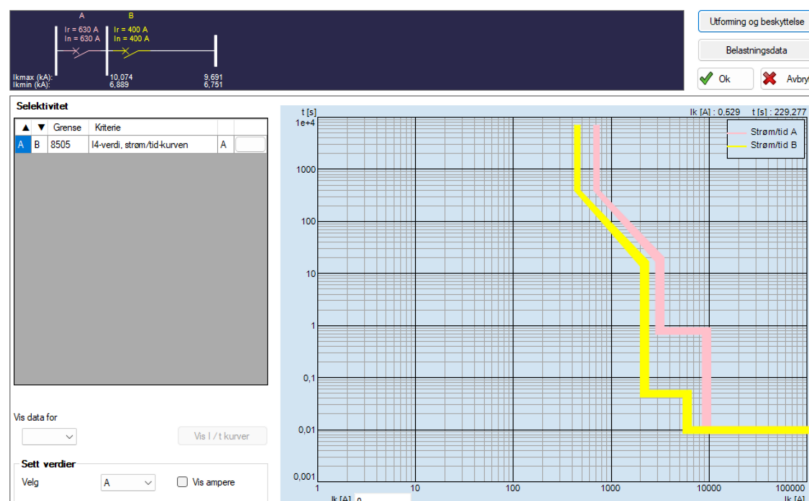 A B
Ir = 630 A Ir = 400 A
In = 630 A In = 400 A
Ikmax (kA): 10,074 9,691
Ikmin (kA): 6,889 6,751
Utforming og beskyttelse
Belastningsdata
Ok Avbryt
Selektivitet
▲ ▼ Grense Kriterie
A B 8505 I4-verdi, strøm/tid-kurven A
Vis data for
Vis I / t kurver
Sett verdier
Velg A Vis ampere
t [s] Ik [A] : 0,529 t [s] : 229,277
Strøm/tid A
Strøm/tid B
1e+4
1000
100
10
1
0,1
0,01
0,001
1 10 100 1000 10000 100000
Ik [A] 0 Ik [A]